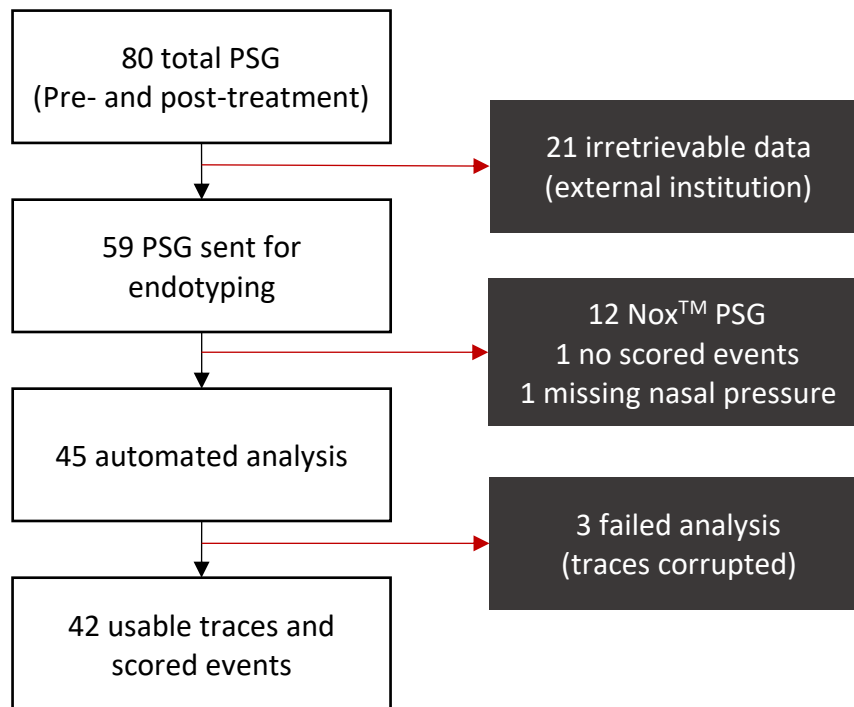 80 total PSG
(Pre- and post-treatment)
21 irretrievable data
(external institution)
59 PSG sent for
endotyping
12 Nox™ PSG
1 no scored events
1 missing nasal pressure
45 automated analysis
3 failed analysis
(traces corrupted)
42 usable traces and
scored events